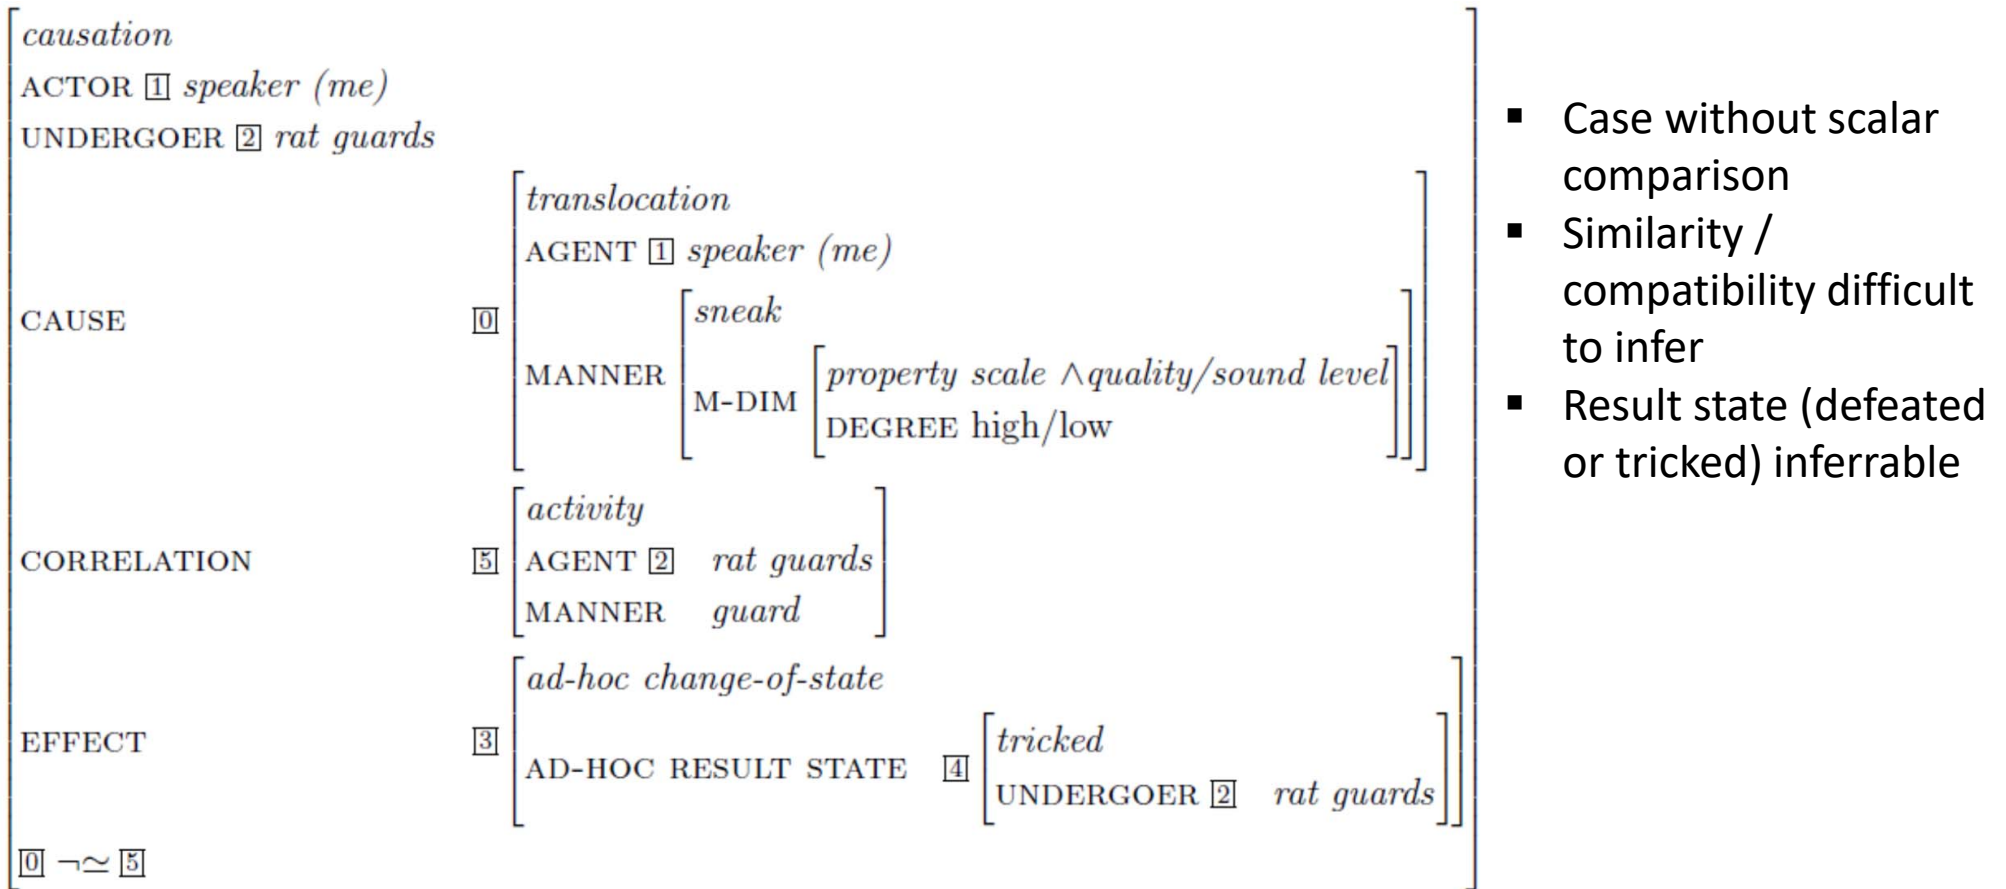 causation
ACTOR 1 speaker (me)
UNDERGOER 2 rat guards
CAUSE 0
translocation
AGENT 1 speaker (me)
MANNER
sneak
M-DIM
property scale ∧quality/sound level
DEGREE high/low
CORRELATION 5
activity
AGENT 2 rat guards
MANNER guard
EFFECT 3
ad-hoc change-of-state
AD-HOC RESULT STATE 4
tricked
UNDERGOER 2 rat guards
0 ¬≃ 5
▪ Case without scalar
comparison
▪ Similarity /
compatibility difficult
to infer
▪ Result state (defeated
or tricked) inferrable